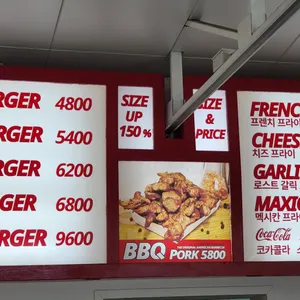 RGER 4800
RGER 5400
RGER 6200
RGER 6800
RGER 9600
SIZE
UP
150 %
SIZE
&
PRICE
BBQ PORK 5800
FRENC
프렌치 프라이
CHEES
치즈 프라이
GARLI
로스트 갈릭
MAXIC
멕시칸 프라이
Coca-Cola
코카콜라